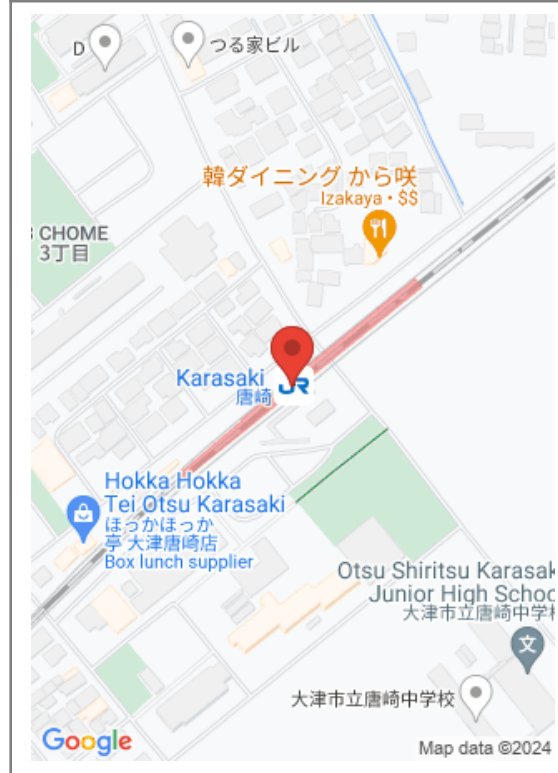 D
つる家ビル
韓ダイニング から咲
Izakaya・$$
CHOME
3丁目
Karasaki
唐崎
JR
Hokka Hokka
Tei Otsu Karasaki
ほっかほっか
亭 大津唐崎店
Box lunch supplier
Otsu Shiritsu Karasak
Junior High Schoo
大津市立唐崎中学
文
大津市立唐崎中学校
Google
Map data ©2024